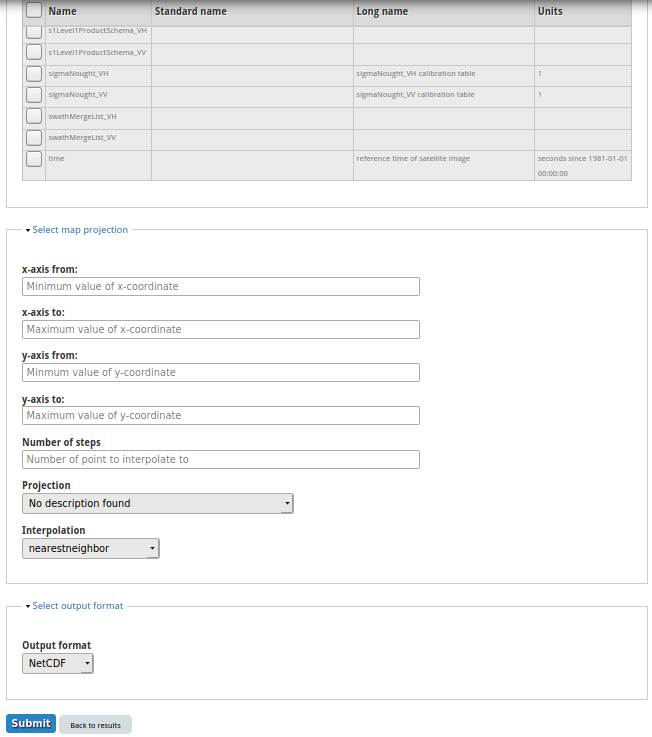 Name Standard name Long name Units
s1Level1ProductSchema_VH
s1Level1ProductSchema_VV
sigmaNought_VH sigmaNought_VH calibration table 1
sigmaNought_VV sigmaNought_VV calibration table 1
swathMergeList_VH
swathMergeList_VV
time reference time of satellite image seconds since 1981-01-01
00:00:00
Select map projection
x-axis from:
Minimum value of x-coordinate
x-axis to:
Maximum value of x-coordinate
y-axis from:
Minmum value of y-coordinate
y-axis to:
Maximum value of y-coordinate
Number of steps
Number of point to interpolate to
Projection
No description found
Interpolation
nearestneighbor
Select output format
Output format
NetCDF
Submit Back to results